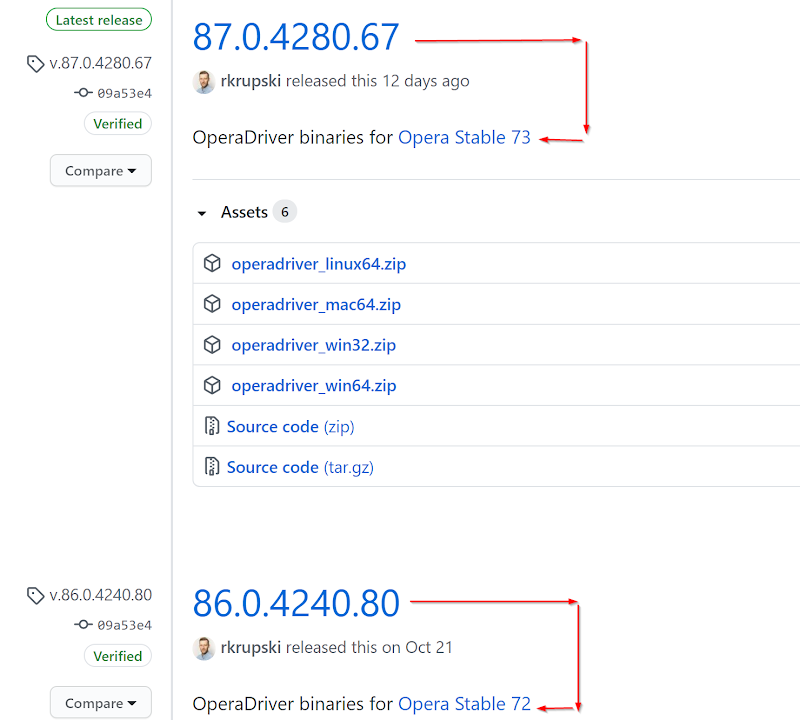 Latest release
v.87.0.4280.67
09a53e4
Verified
Compare
87.0.4280.67
rkrupski released this 12 days ago
OperaDriver binaries for Opera Stable 73
Assets 6
operadriver_linux64.zip
operadriver_mac64.zip
operadriver_win32.zip
operadriver_win64.zip
Source code (zip)
Source code (tar.gz)
v.86.0.4240.80
09a53e4
Verified
Compare
86.0.4240.80
rkrupski released this on Oct 21
OperaDriver binaries for Opera Stable 72